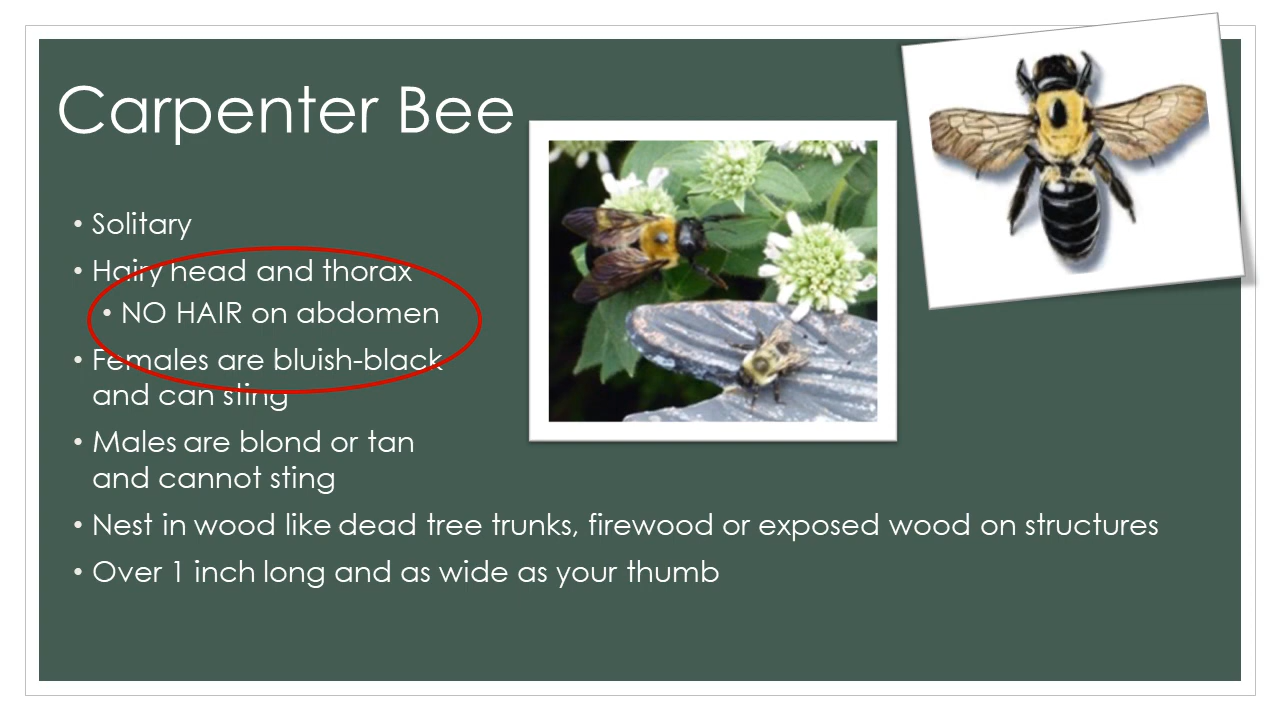 Carpenter Bee
• Solitary
• Hairy head and thorax
• NO HAIR on abdomen
• Females are bluish-black
and can sting
• Males are blond or tan
and cannot sting
• Nest in wood like dead tree trunks, firewood or exposed wood on structures
• Over 1 inch long and as wide as your thumb